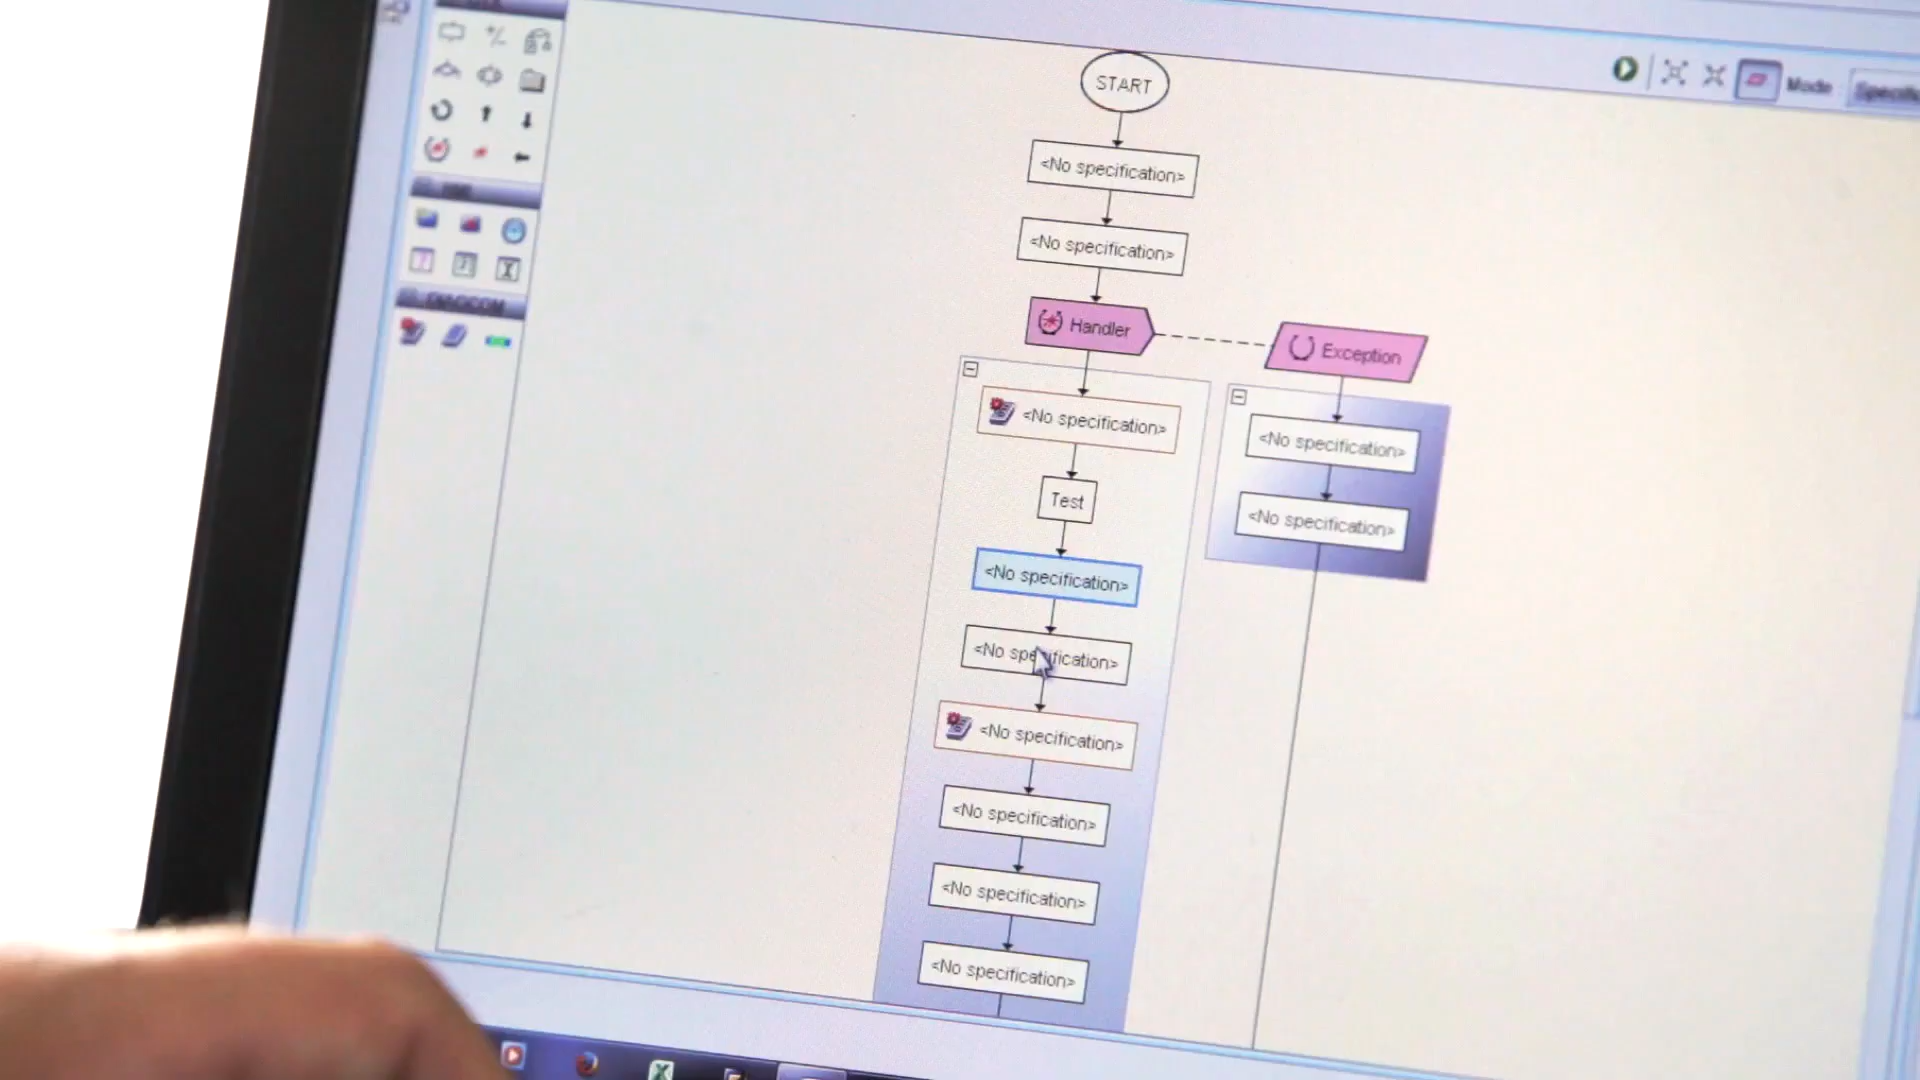 START
Mode
<No specification>
<No specification>
Handler
Exception
<No specification>
<No specification>
Test
<No specification>
<No specification>
<No specification>
<No specification>
<No specification>
<No specification>
<No specification>
DIAGCOM